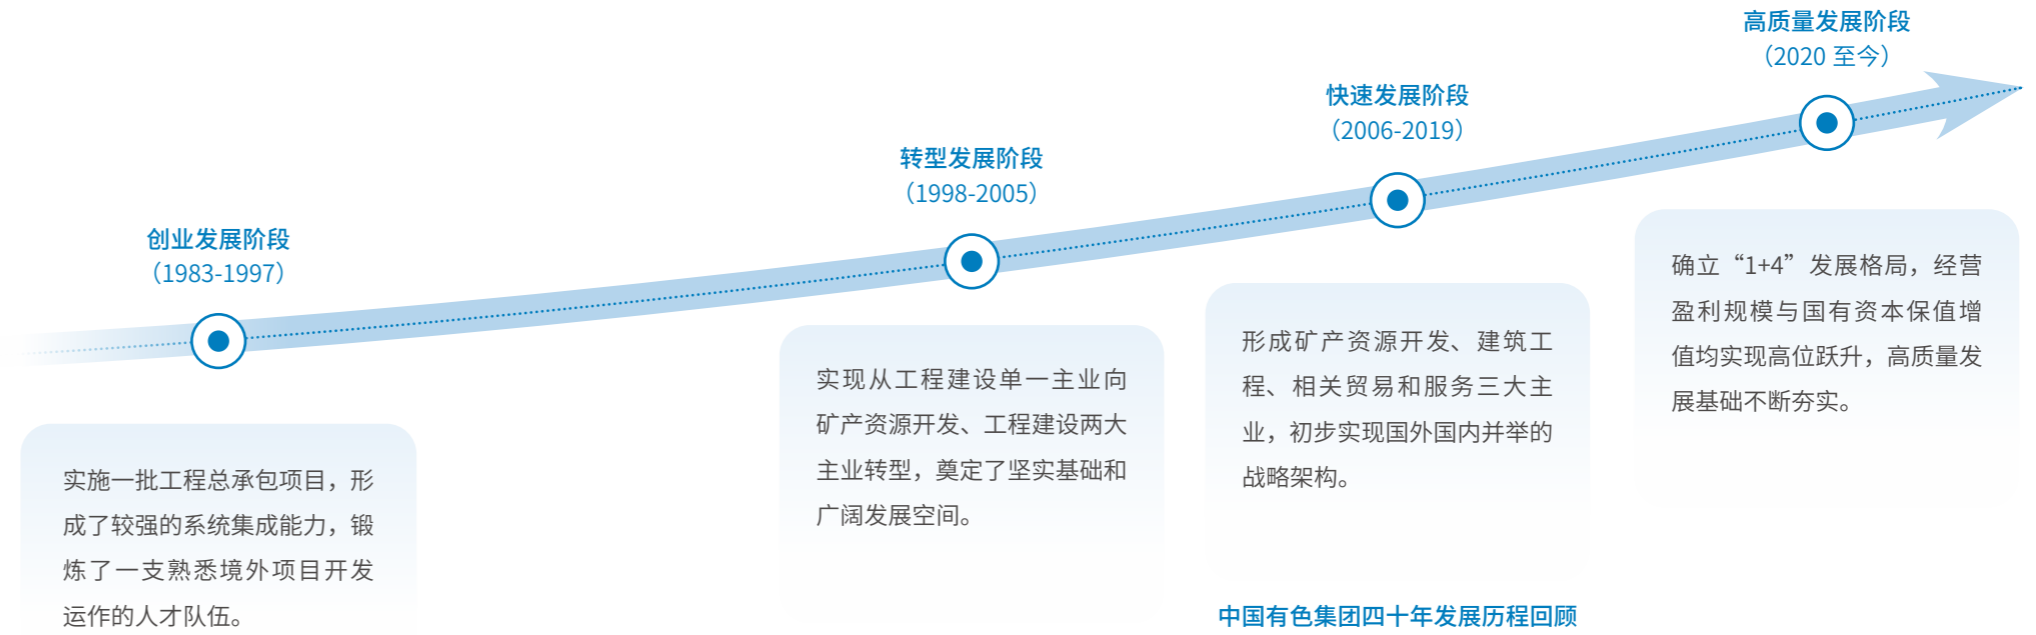 创业发展阶段
（1983-1997）
实施一批工程总承包项目，形
成了较强的系统集成能力，锻
炼了一支熟悉境外项目开发
运作的人才队伍。
转型发展阶段
（1998-2005）
实现从工程建设单一主业向
矿产资源开发、工程建设两大
主业转型，奠定了坚实基础和
广阔发展空间。
快速发展阶段
（2006-2019）
形成矿产资源开发、建筑工
程、相关贸易和服务三大主
业，初步实现国外国内并举的
战略架构。
高质量发展阶段
（2020 至今）
确立“1+4”发展格局，经营
盈利规模与国有资本保值增
值均实现高位跃升，高质量发
展基础不断夯实。
中国有色集团四十年发展历程回顾